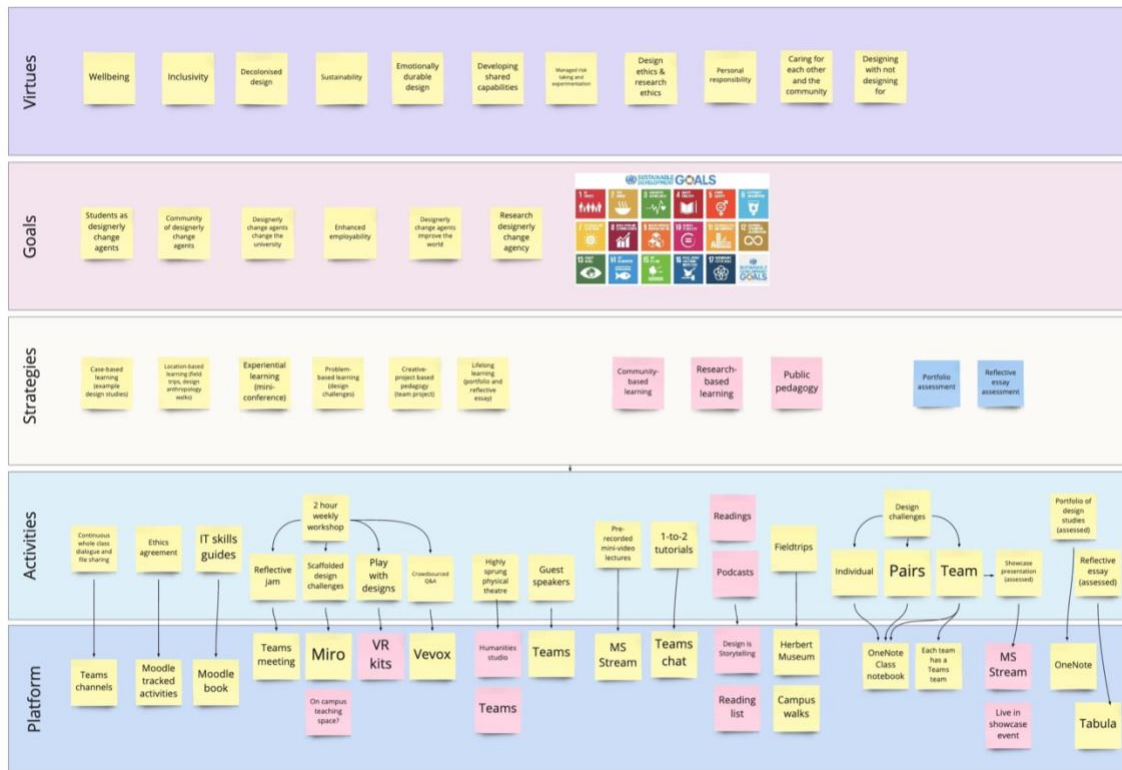 Virtues
Wellbeing
Inclusivity
Decolonised
design
Sustainability
Emotionally
durable
design
Developing
shared
capabilities
Managed risk
taking and
experimentation
Design
ethics &
research
ethics
Personal
responsibility
Caring for
each other
and the
community
Designing
with not
designing
for
Goals
Students as
designerly
change
agents
Community
of designerly
change
agents
Designerly
change agents
change the
university
Enhanced
employability
Designerly
change agents
improve the
world
Research
designerly
change
agency
SUSTAINABLE
DEVELOPMENT
GOALS
Strategies
Case-based
learning
(example
design studies)
Location-based
learning (field
trips, design
anthropology
walks)
Experiential
learning
(mini-
conference)
Problem-
based learning
(design
challenges)
Creative-
project based
pedagogy
(team project)
Lifelong
learning
(portfolio and
reflective
essay)
Community-
based
learning
Research-
based
learning
Public
pedagogy
Portfolio
assessment
Reflective
essay
assessment
Activities
Continuous
whole class
dialogue and
file sharing
Ethics
agreement
IT skills
guides
2 hour
weekly
workshop
Reflective
jam
Scaffolded
design
challenges
Play
with
designs
Crowdsourced
Q&A
Highly
sprung
physical
theatre
Guest
speakers
Pre-
recorded
mini-video
lectures
1-to-2
tutorials
Readings
Podcasts
Fieldtrips
Design
challenges
Individual
Pairs
Team
Showcase
presentation
(assessed)
Portfolio of
design
studies
(assessed)
Reflective
essay
(assessed)
Platform
Teams
channels
Moodle
tracked
activities
Moodle
book
Teams
meeting
Miro
On campus
teaching
space?
VR
kits
Vevox
Humanities
studio
Teams
Teams
MS
Stream
Teams
chat
Design is
Storytelling
Reading
list
Herbert
Museum
Campus
walks
OneNote
Class
notebook
Each team
has a
Teams
team
MS
Stream
Live in
showcase
event
OneNote
Tabula